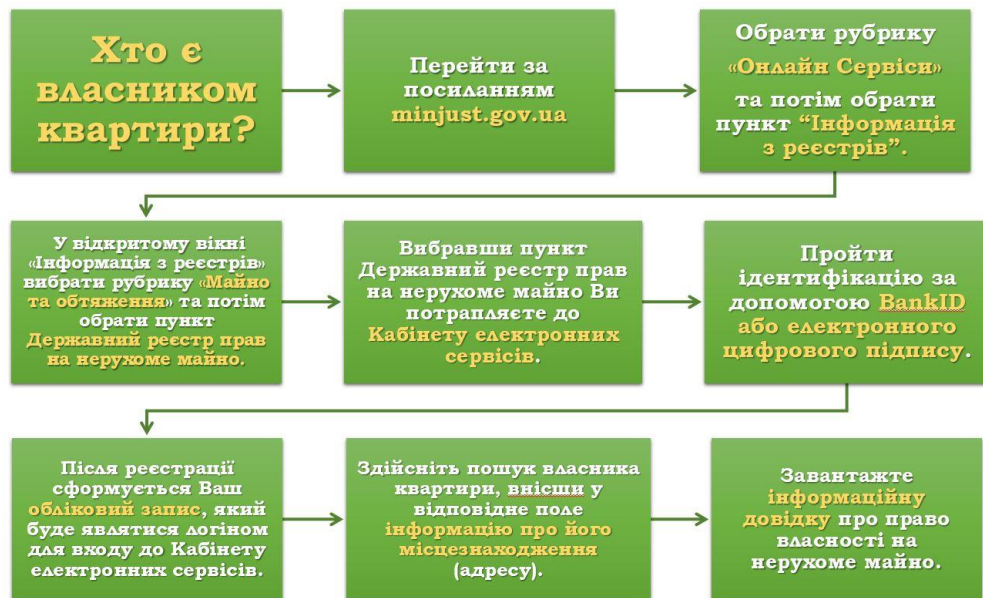 Хто є
власником
квартири?
Перейти за
посиланням
minjust.gov.ua
Обрати рубрику
«Онлайн Сервіси»
та потім обрати
пункт “Інформація
з реєстрів”.
У відкритому вікні
«Інформація з реєстрів»
вибрати рубрику «Майно
та обтяження» та потім
обрати пункт
Державний реєстр прав
на нерухоме майно.
Вибравши пункт
Державний реєстр прав
на нерухоме майно Ви
потрапляєте до
Кабінету електронних
сервісів.
Пройти
ідентифікацію за
допомогою BankID
або електронного
цифрового підпису.
Після реєстрації
сформується Ваш
обліковий запис, який
буде являтися логіном
для входу до Кабінету
електронних сервісів.
Здійсніть пошук власника
квартири, внісши у
відповідне поле
інформацію про його
місцезнаходження
(адресу).
Завантажте
інформаційну
довідку про право
власності на
нерухоме майно.